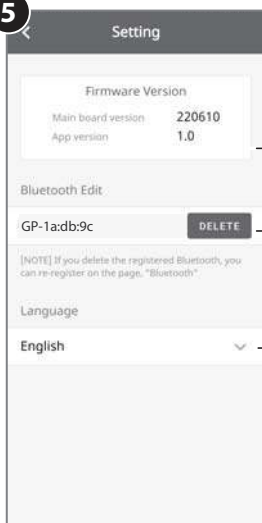 5
Setting
Firmware Version
Main board version 220610
App version 1.0
Bluetooth Edit
GP-1a:db:9c DELETE
[NOTE] If you delete the registered Bluetooth, you
can re-register on the page, "Bluetooth"
Language
English